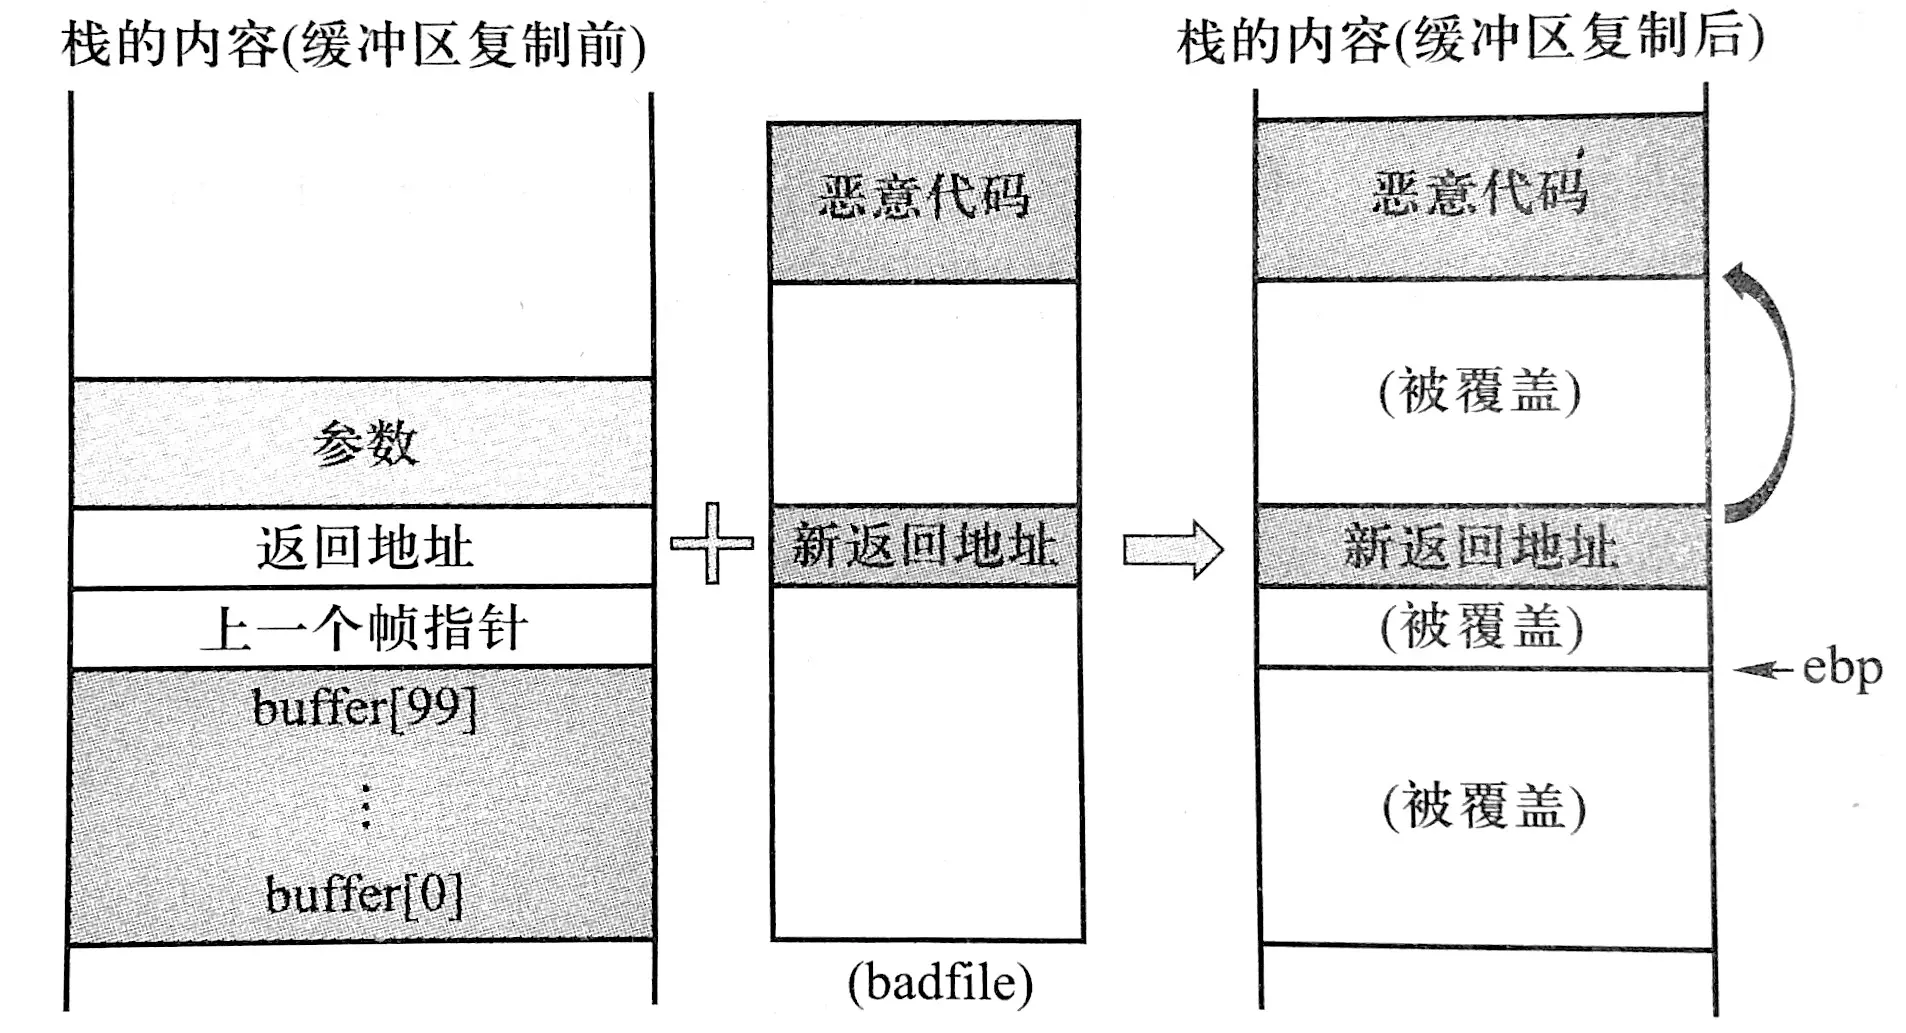 栈的内容(缓冲区复制前)
参数
返回地址
上一个帧指针
buffer[99]
⋮
buffer[0]
恶意代码
新返回地址
(badfile)
栈的内容(缓冲区复制后)
恶意代码
(被覆盖)
新返回地址
(被覆盖)
ebp
(被覆盖)